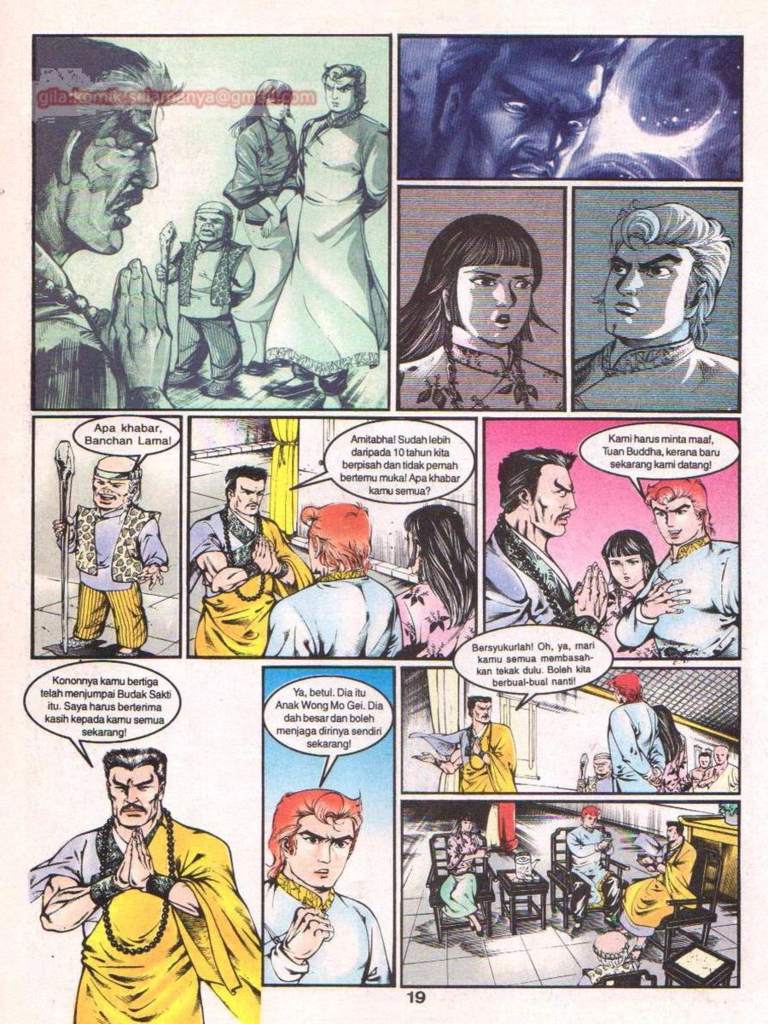 gila-komik-selamanya@gmail.com
Apa khabar,
Banchan Lama!
Amitabha! Sudah lebih
daripada 10 tahun kita
berpisah dan tidak pernah
bertemu muka! Apa khabar
kamu semua?
Kami harus minta maaf,
Tuan Buddha, kerana baru
sekarang kami datang!
Kononnya kamu bertiga
telah menjumpai Budak Sakti
itu. Saya harus berterima
kasih kepada kamu semua
sekarang!
Ya, betul. Dia itu
Anak Wong Mo Gei. Dia
dah besar dan boleh
menjaga dirinya sendiri
sekarang!
Bersyukurlah! Oh, ya, mari
kamu semua membasah-
kan tekak dulu. Boleh kita
berbual-bual nanti!
19